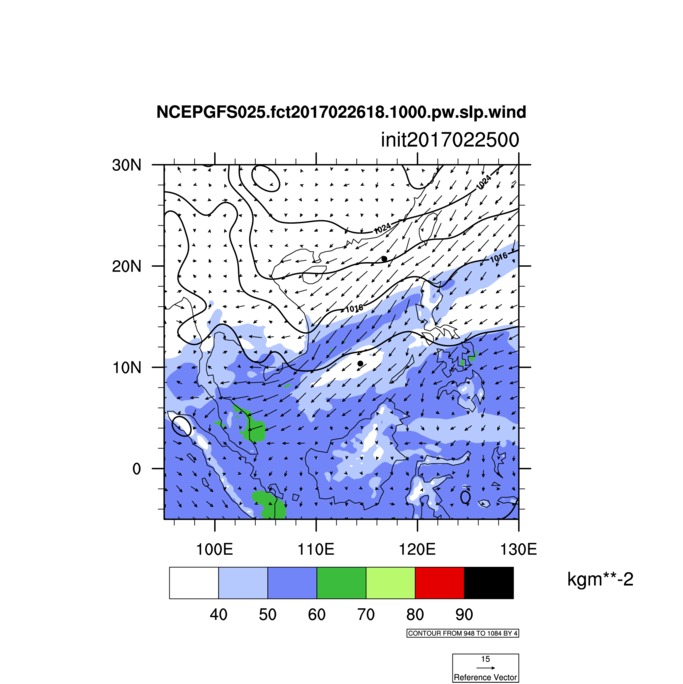 NCEPGFS025.fct2017022618.1000.pw.slp.wind
init2017022500
30N
1024
1024
20N
1016
1016
10N
0
100E 110E 120E 130E
kgm**-2
40 50 60 70 80 90
CONTOUR FROM 948 TO 1084 BY 4
15
Reference Vector